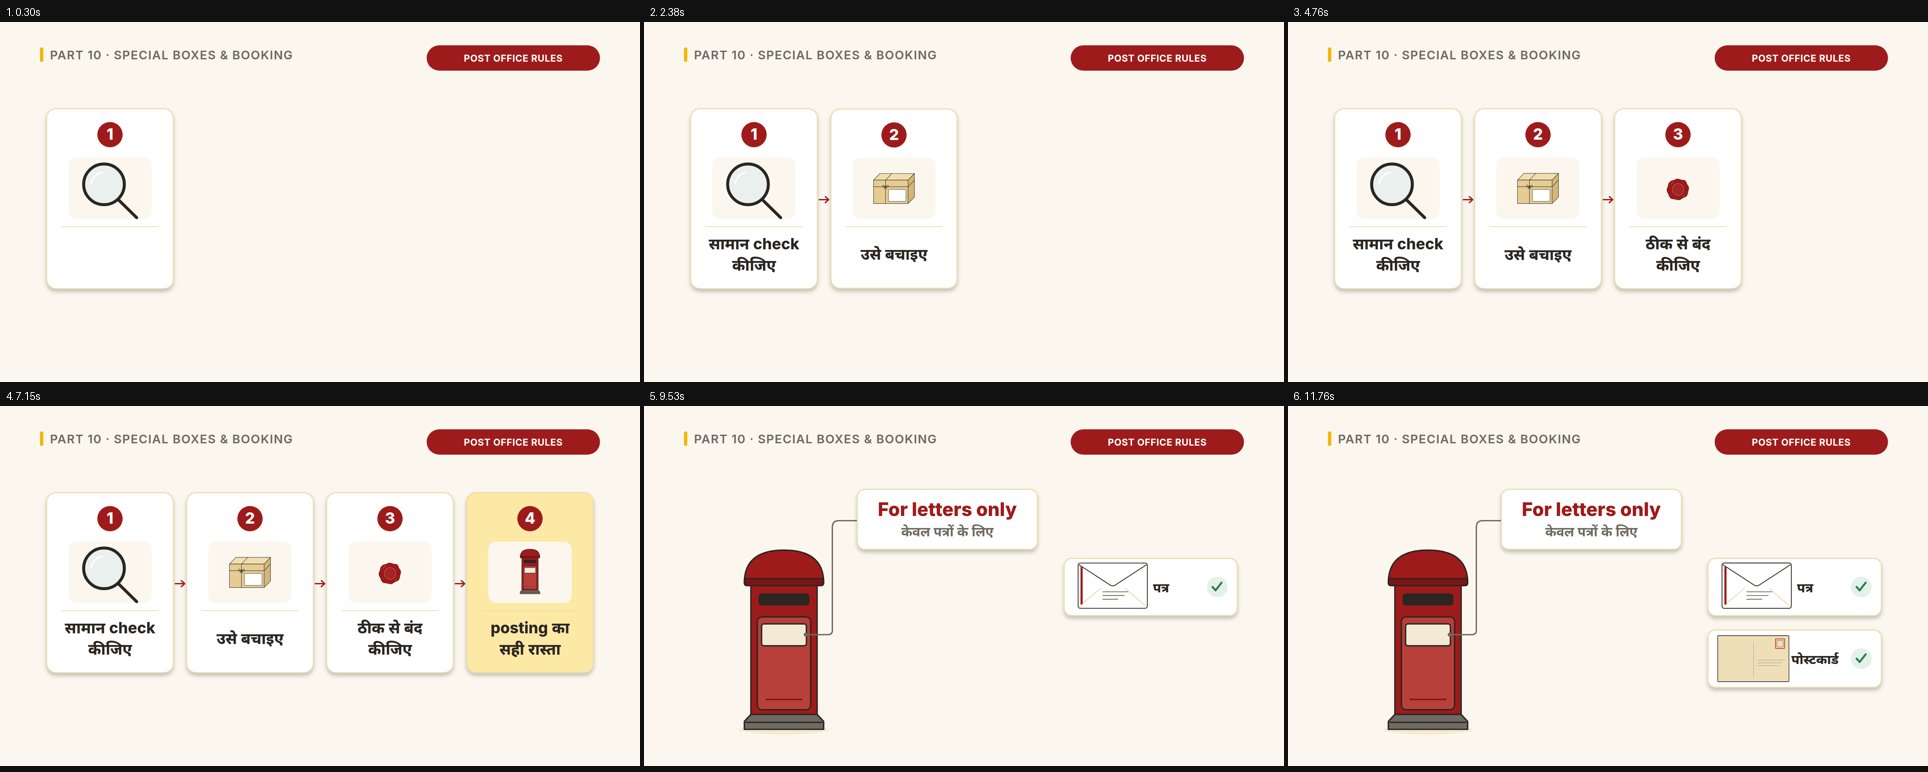 1. 0.30s
PART 10 · SPECIAL BOXES & BOOKING
POST OFFICE RULES
1
2. 2.38s
PART 10 · SPECIAL BOXES & BOOKING
POST OFFICE RULES
1
सामान check
कीजिए
→
2
उसे बचाइए
3. 4.76s
PART 10 · SPECIAL BOXES & BOOKING
POST OFFICE RULES
1
सामान check
कीजिए
→
2
उसे बचाइए
→
3
ठीक से बंद
कीजिए
4. 7.15s
PART 10 · SPECIAL BOXES & BOOKING
POST OFFICE RULES
1
सामान check
कीजिए
→
2
उसे बचाइए
→
3
ठीक से बंद
कीजिए
→
4
posting का
सही रास्ता
5. 9.53s
PART 10 · SPECIAL BOXES & BOOKING
POST OFFICE RULES
For letters only
केवल पत्रों के लिए
पत्र
6. 11.76s
PART 10 · SPECIAL BOXES & BOOKING
POST OFFICE RULES
For letters only
केवल पत्रों के लिए
पत्र
पोस्टकार्ड